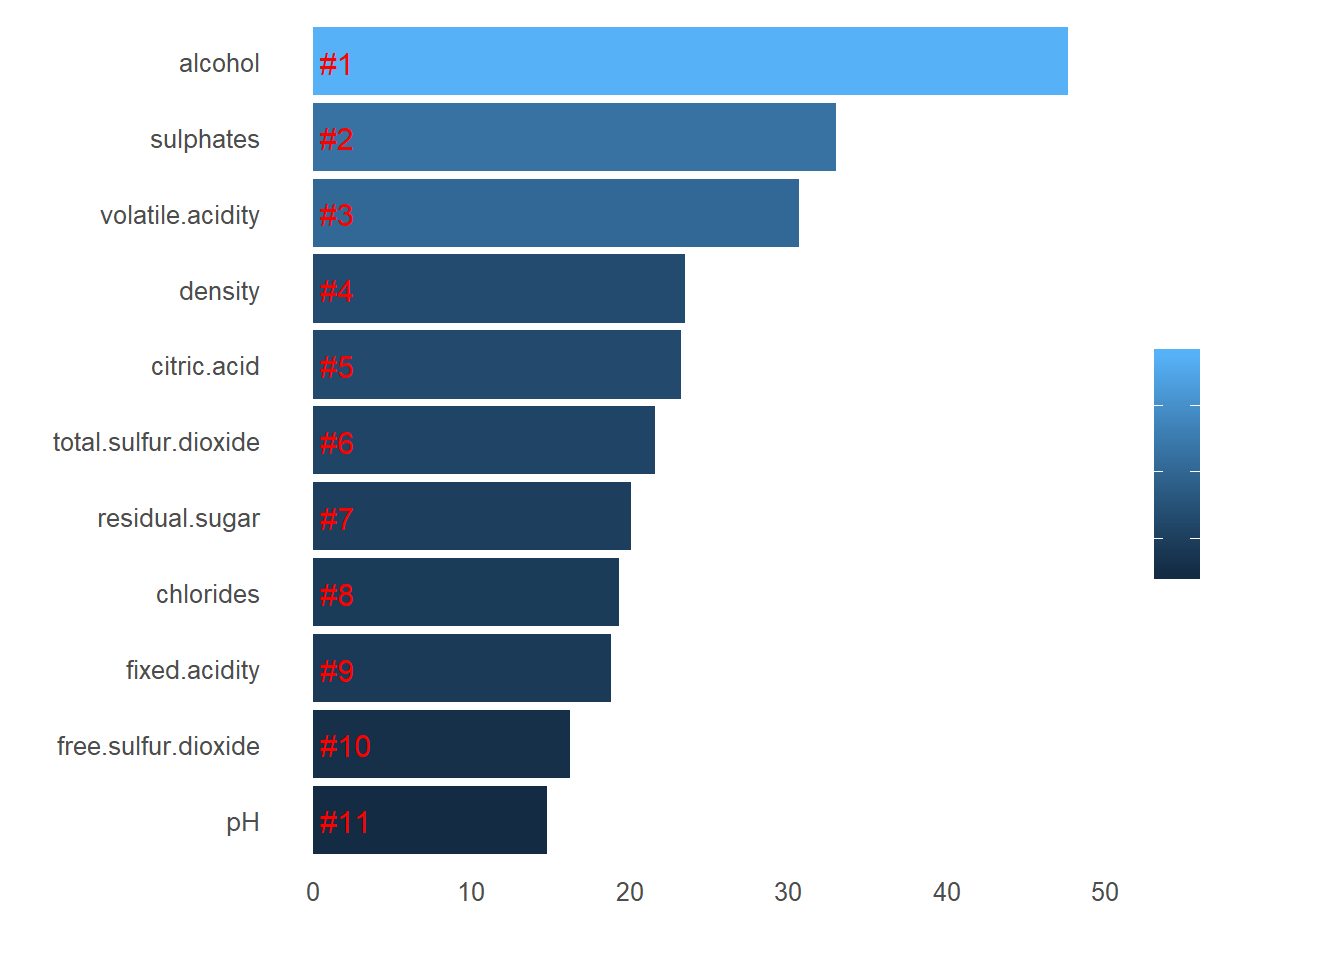 alcohol #1
sulphates #2
volatile.acidity #3
density #4
citric.acid #5
total.sulfur.dioxide #6
residual.sugar #7
chlorides #8
fixed.acidity #9
free.sulfur.dioxide #10
pH #11
0 10 20 30 40 50